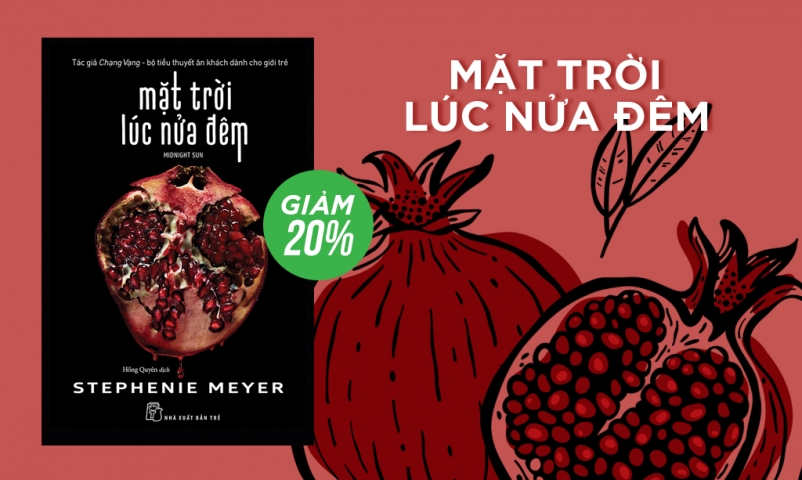 Tác giả Chạng Vạng - bộ tiểu thuyết ăn khách dành cho giới trẻ
mặt trời
lúc nửa đêm
MIDNIGHT SUN
Hồng Quyên dịch
STEPHENIE MEYER
NHÀ XUẤT BẢN TRẺ
GIẢM
20%
MẶT TRỜI
LÚC NỬA ĐÊM